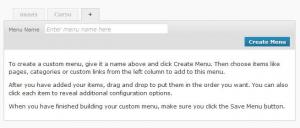 +
Menu Name
Enter menu name here
Create Menu
To create a custom menu, give it a name above and click Create Menu. Then choose items like
pages, categories or custom links from the left column to add to this menu.
After you have added your items, drag and drop to put them in the order you want. You can also
click each item to reveal additional configuration options.
When you have finished building your custom menu, make sure you click the Save Menu button.